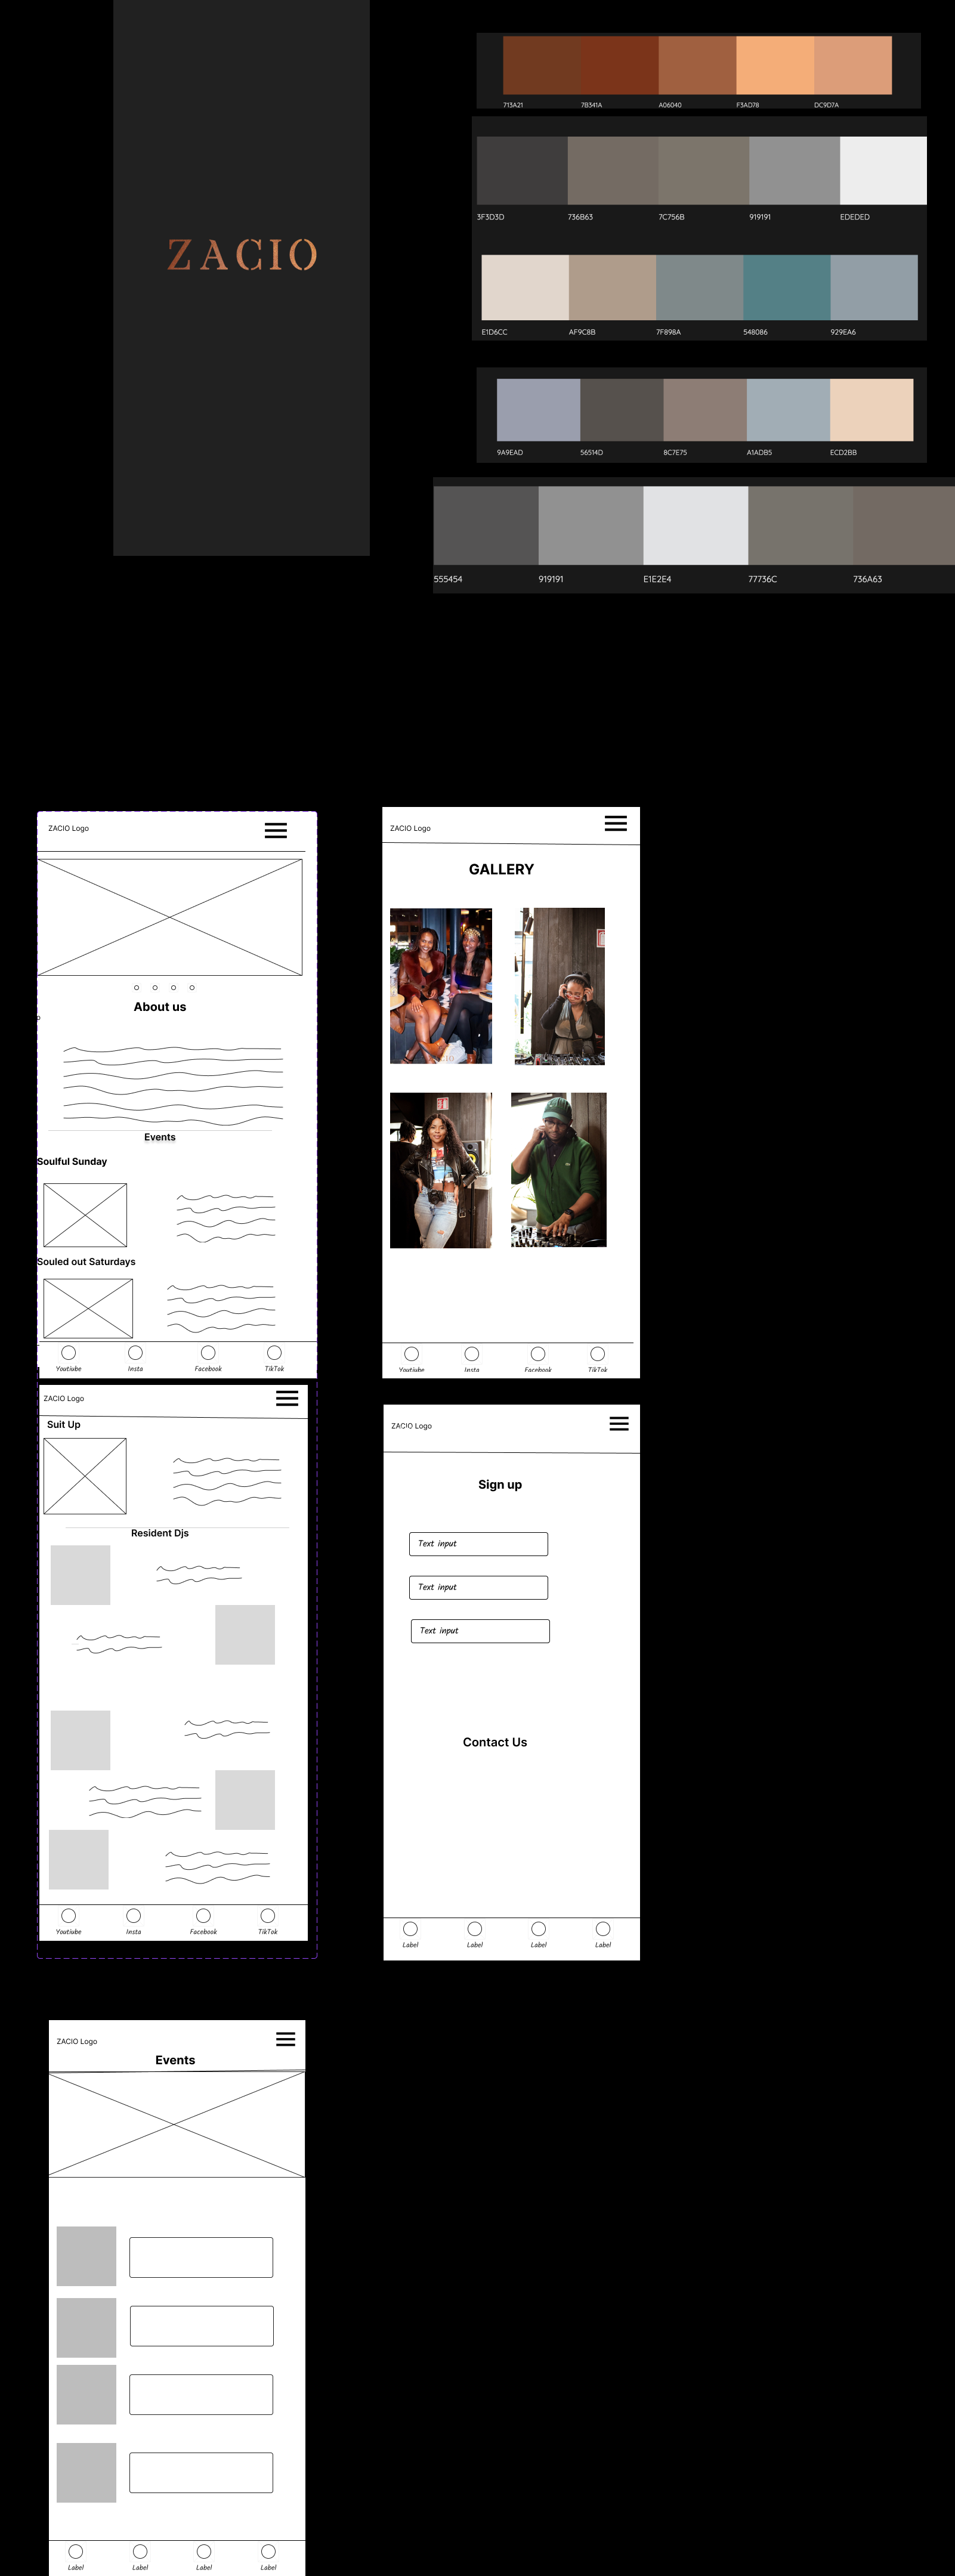 ZACIO
713A21 7B341A A06040 F3AD78 DC9D7A
3F3D3D 736B63 7C756B 919191 EDEDED
E1D6CC AF9C8B 7F898A 548086 929EA6
9A9EAD 56514D 8C7E75 A1ADB5 ECD2BB
555454 919191 E1E2E4 77736C 736A63
ZACIO Logo
About us
Events
Soulful Sunday
Souled out Saturdays
Youtiube Insta Facebook TikTok
ZACIO Logo
Suit Up
Resident Djs
Youtiube Insta Facebook TikTok
ZACIO Logo
GALLERY
Youtiube Insta Facebook TikTok
ZACIO Logo
Sign up
Text input
Text input
Text input
Contact Us
Label Label Label Label
ZACIO Logo
Events
Label Label Label Label